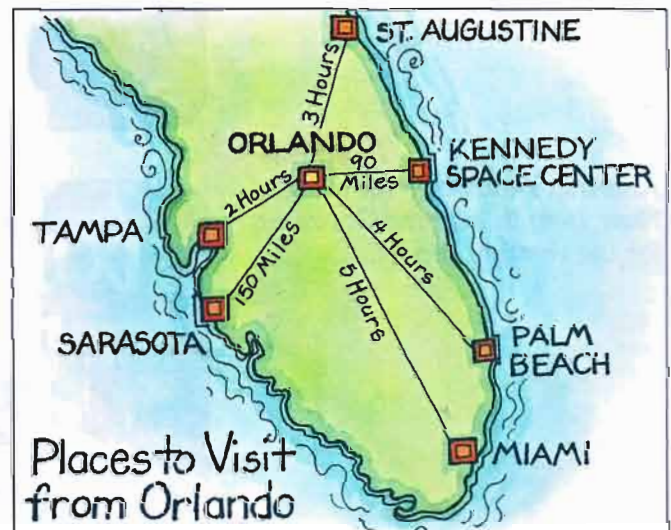 ST. AUGUSTINE
3 Hours
ORLANDO
90
Miles
KENNEDY
SPACE CENTER
2 Hours
TAMPA
150 Miles
4 Hours
5 Hours
SARASOTA
PALM
BEACH
MIAMI
Places to Visit
from Orlando